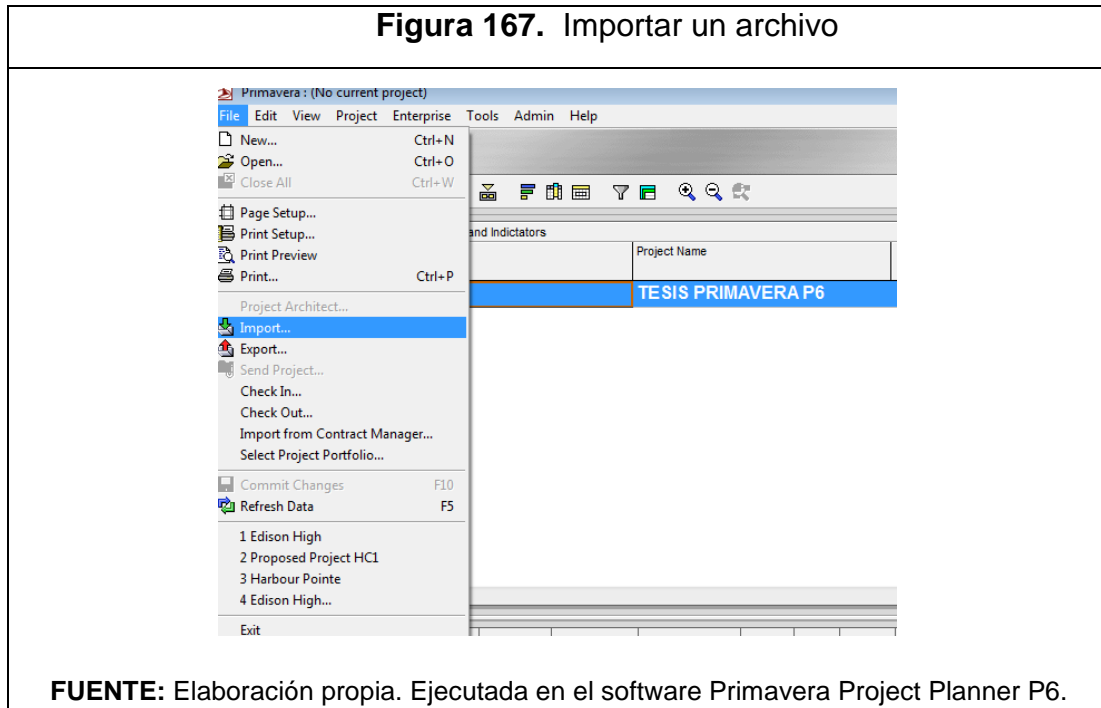 Figura 167. Importar un archivo
Primavera : (No current project)
File Edit View Project Enterprise Tools Admin Help
New... Ctrl+N
Open... Ctrl+O
Close All Ctrl+W
Page Setup...
Print Setup...
and Indictators
Print Preview
Project Name
Print... Ctrl+P
TESIS PRIMAVERA P6
Project Architect...
Import...
Export...
Send Project...
Check In...
Check Out...
Import from Contract Manager...
Select Project Portfolio...
Commit Changes F10
Refresh Data F5
1 Edison High
2 Proposed Project HC1
3 Harbour Pointe
4 Edison High...
Exit
FUENTE: Elaboración propia. Ejecutada en el software Primavera Project Planner P6.